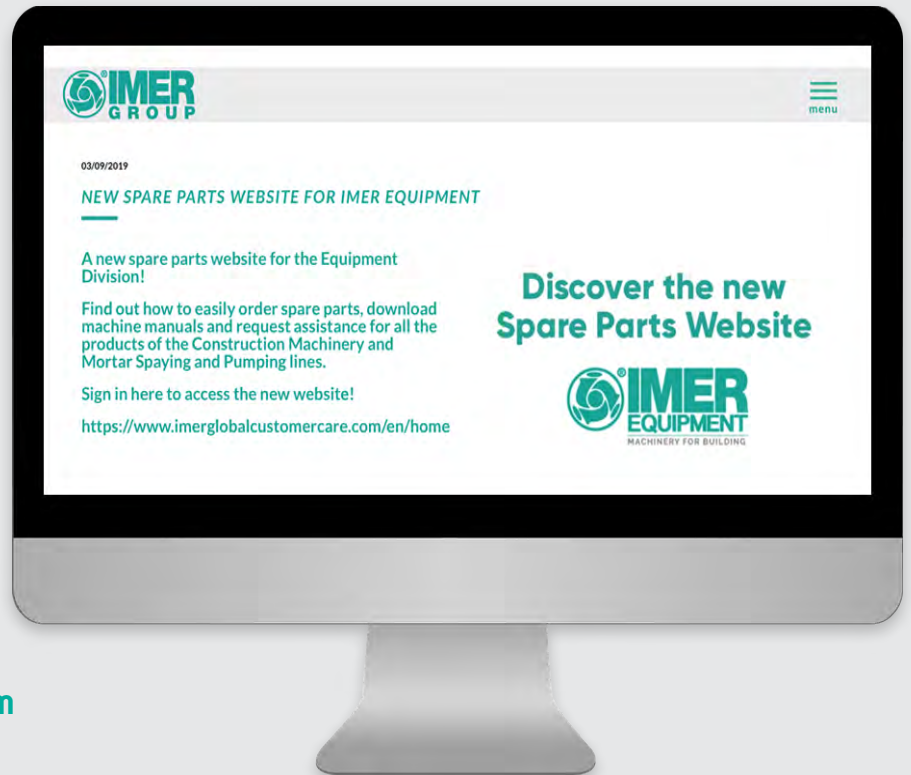 IMER
GROUP
menu
03/09/2019
NEW SPARE PARTS WEBSITE FOR IMER EQUIPMENT
A new spare parts website for the Equipment
Division!
Find out how to easily order spare parts, download
machine manuals and request assistance for all the
products of the Construction Machinery and
Mortar Spaying and Pumping lines.
Sign in here to access the new website!
https://www.imerglobalcustomercare.com/en/home
Discover the new
Spare Parts Website
®IMER
EQUIPMENT
MACHINERY FOR BUILDING